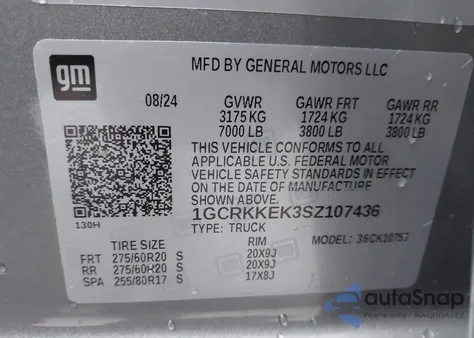 gm
MFD BY GENERAL MOTORS LLC
08/24 GVWR GAWR FRT GAWR RR
3175 KG 1724 KG 1724 KG
7000 LB 3800 LB 3800 LB
THIS VEHICLE CONFORMS TO ALL
APPLICABLE U.S. FEDERAL MOTOR
VEHICLE SAFETY STANDARDS IN EFFECT
ON THE DATE OF MANUFACTURE
SHOWN ABOVE.
1GCRKKEK3SZ107436
130H
TYPE: TRUCK MODEL:
TIRE SIZE RIM
FRT 275/60R20 S 20X9J
RR 275/60R20 S 20X9J
SPA 255/80R17 S 17X8J
autoSnap